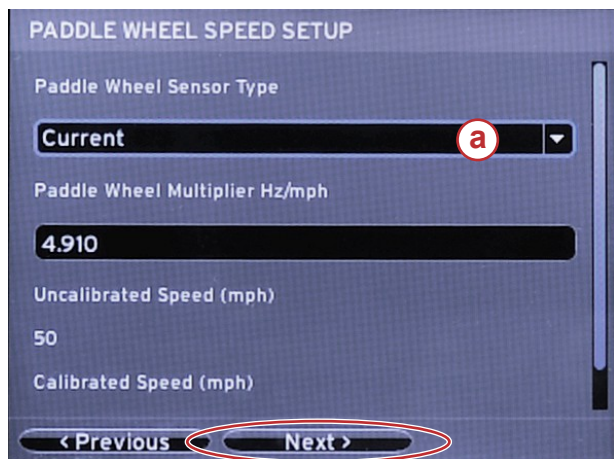 PADDLE WHEEL SPEED SETUP
Paddle Wheel Sensor Type
Current a
Paddle Wheel Multiplier Hz/mph
4.910
Uncalibrated Speed (mph)
50
Calibrated Speed (mph)
< Previous Next >